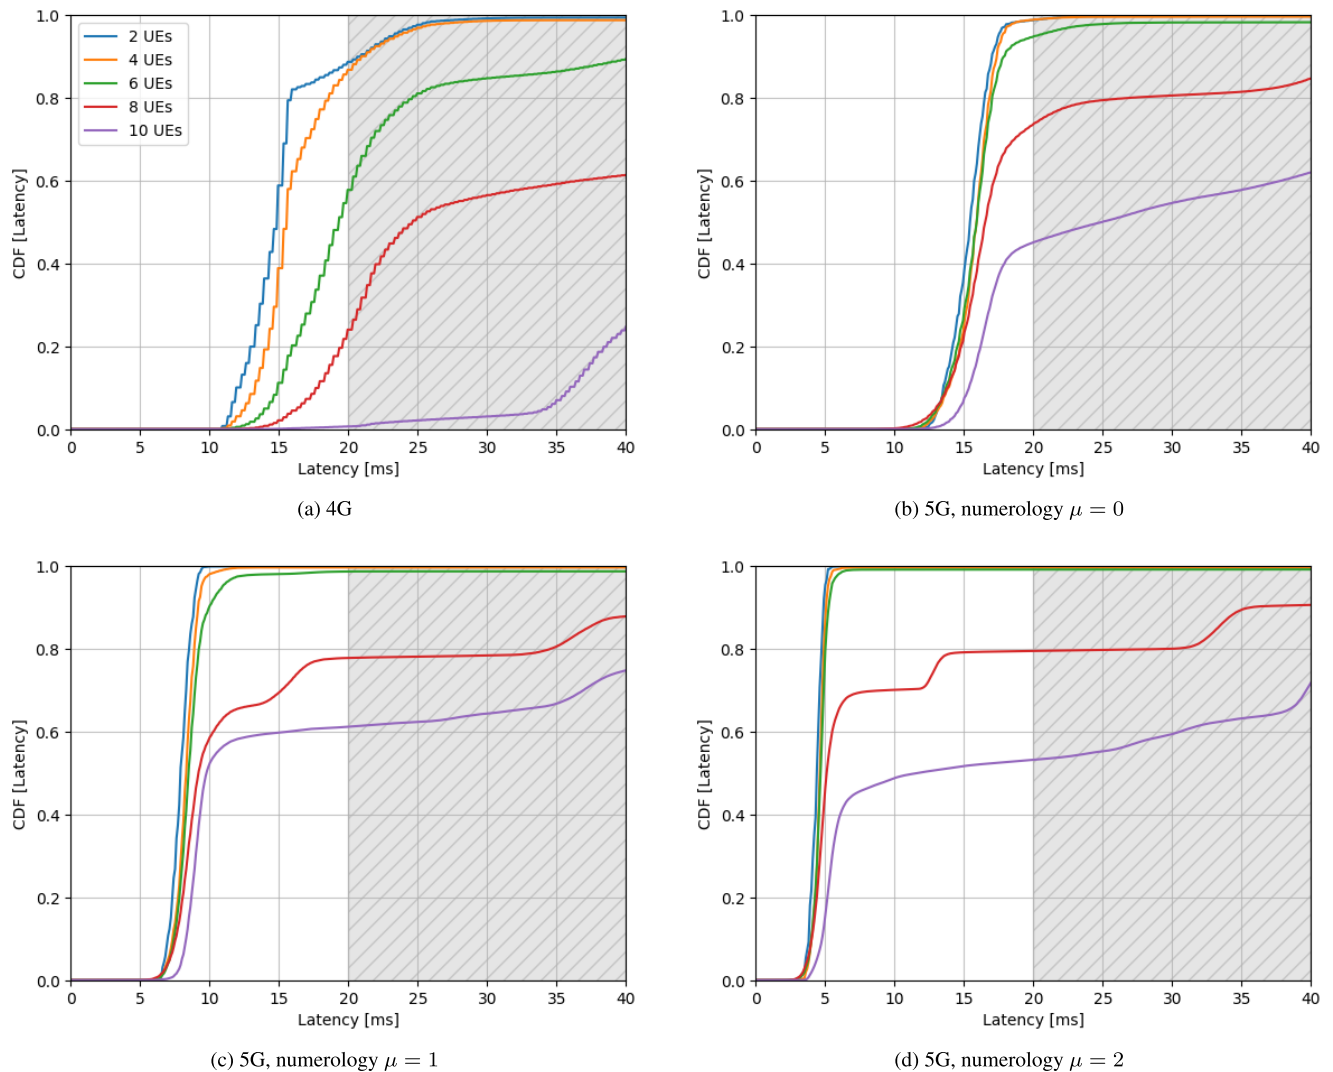 1.0
0.8
0.6
0.4
0.2
0.0
CDF [Latency]
2 UEs
4 UEs
6 UEs
8 UEs
10 UEs
0 5 10 15 20 25 30 35 40
Latency [ms]
(a) 4G
1.0
0.8
0.6
0.4
0.2
0.0
CDF [Latency]
0 5 10 15 20 25 30 35 40
Latency [ms]
(b) 5G, numerology μ = 0
1.0
0.8
0.6
0.4
0.2
0.0
CDF [Latency]
0 5 10 15 20 25 30 35 40
Latency [ms]
(c) 5G, numerology μ = 1
1.0
0.8
0.6
0.4
0.2
0.0
CDF [Latency]
0 5 10 15 20 25 30 35 40
Latency [ms]
(d) 5G, numerology μ = 2